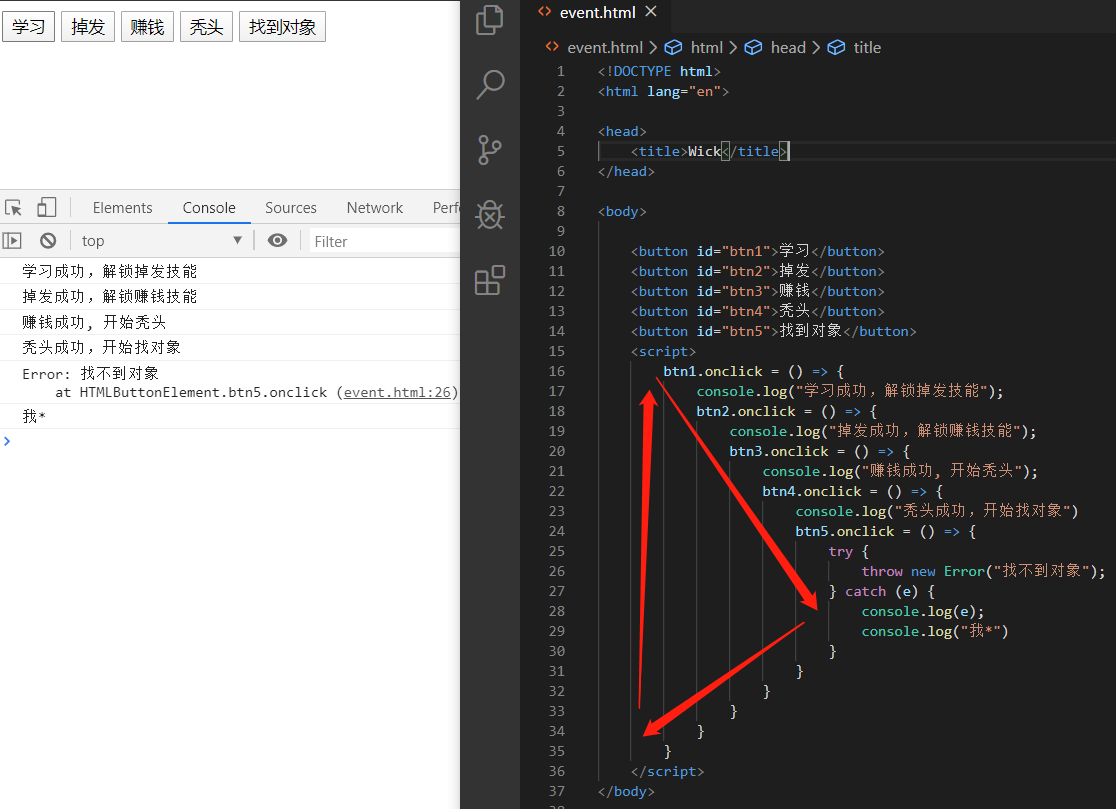 学习 掉发 赚钱 秃头 找到对象
Elements Console Sources Network Perfo
top Filter
学习成功，解锁掉发技能
掉发成功，解锁赚钱技能
赚钱成功, 开始秃头
秃头成功，开始找对象
Error: 找不到对象
at HTMLButtonElement.btn5.onclick (event.html:26)
我*
event.html
event.html html head title
1 <!DOCTYPE html>
2 <html lang="en">
3
4 <head>
5 <title>Wick</title>
6 </head>
7
8 <body>
9
10 <button id="btn1">学习</button>
11 <button id="btn2">掉发</button>
12 <button id="btn3">赚钱</button>
13 <button id="btn4">秃头</button>
14 <button id="btn5">找到对象</button>
15 <script>
16 btn1.onclick = () => {
17 console.log("学习成功，解锁掉发技能");
18 btn2.onclick = () => {
19 console.log("掉发成功，解锁赚钱技能");
20 btn3.onclick = () => {
21 console.log("赚钱成功, 开始秃头");
22 btn4.onclick = () => {
23 console.log("秃头成功，开始找对象")
24 btn5.onclick = () => {
25 try {
26 throw new Error("找不到对象");
27 } catch (e) {
28 console.log(e);
29 console.log("我*")
30 }
31 }
32 }
33 }
34 }
35 }
36 </script>
37 </body>